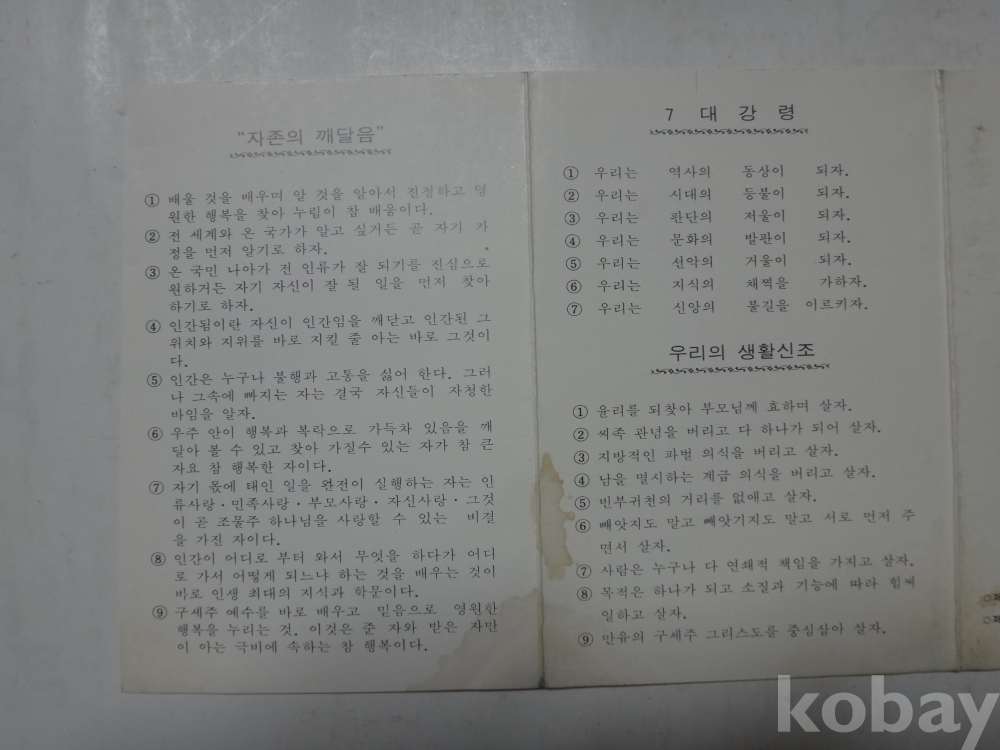 “자존의 깨달음”
① 배울 것을 배우며 알 것을 알아서 진정하고 영
원한 행복을 찾아 누림이 참 배움이다.
② 전 세계와 온 국가가 알고 싶거든 곧 자기 가
정을 먼저 알기로 하자.
③ 온 국민 나아가 전 인류가 잘 되기를 진심으로
원하거든 자기 자신이 잘 될 일을 먼저 찾아
하기로 하자.
④ 인간됨이란 자신이 인간임을 깨닫고 인간된 그
위치와 지위를 바로 지킬 줄 아는 바로 그것이
다.
⑤ 인간은 누구나 불행과 고통을 싫어 한다. 그러
나 그속에 빠지는 자는 결국 자신들이 자청한
바임을 알자.
⑥ 우주 안이 행복과 복락으로 가득차 있음을 깨
달아 볼 수 있고 찾아 가질수 있는 자가 참 큰
자요 참 행복한 자이다.
⑦ 자기 몫에 태인 일을 완전이 실행하는 자는 인
류사랑·민족사랑·부모사랑·자신사랑·그것
이 곧 조물주 하나님을 사랑할 수 있는 비결
을 가진 자이다.
⑧ 인간이 어디로 부터 와서 무엇을 하다가 어디
로 가서 어떻게 되느냐 하는 것을 배우는 것이
바로 인생 최대의 지식과 학문이다.
⑨ 구세주 예수를 바로 배우고 믿음으로 영원한
행복을 누리는 것. 이것은 준 자와 받은 자만
이 아는 극비에 속하는 참 행복이다.
7 대 강 령
① 우리는 역사의 동상이 되자.
② 우리는 시대의 등불이 되자.
③ 우리는 판단의 저울이 되자.
④ 우리는 문화의 발판이 되자.
⑤ 우리는 선악의 거울이 되자.
⑥ 우리는 지식의 채찍을 가하자.
⑦ 우리는 신앙의 불길을 이르키자.
우리의 생활신조
① 윤리를 되찾아 부모님께 효하며 살자.
② 씨족 관념을 버리고 다 하나가 되어 살자.
③ 지방적인 파벌 의식을 버리고 살자.
④ 남을 멸시하는 계급 의식을 버리고 살자.
⑤ 빈부귀천의 거리를 없애고 살자.
⑥ 빼앗지도 말고 빼앗기지도 말고 서로 먼저 주
면서 살자.
⑦ 사람은 누구나 다 연쇄적 책임을 가지고 살자.
⑧ 목적은 하나가 되고 소질과 기능에 따라 힘써
일하고 살자.
⑨ 만유의 구세주 그리스도를 중심삼아 살자.
kobay